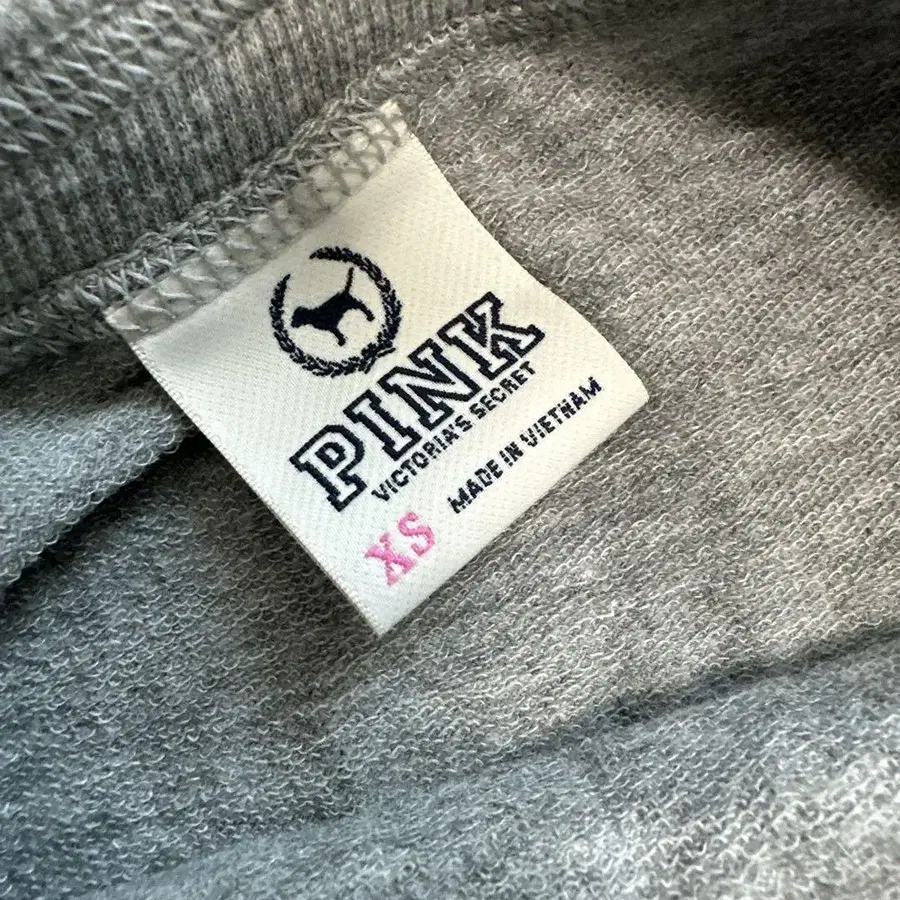 PINK
VICTORIA'S SECRET
XS MADE IN VIETNAM